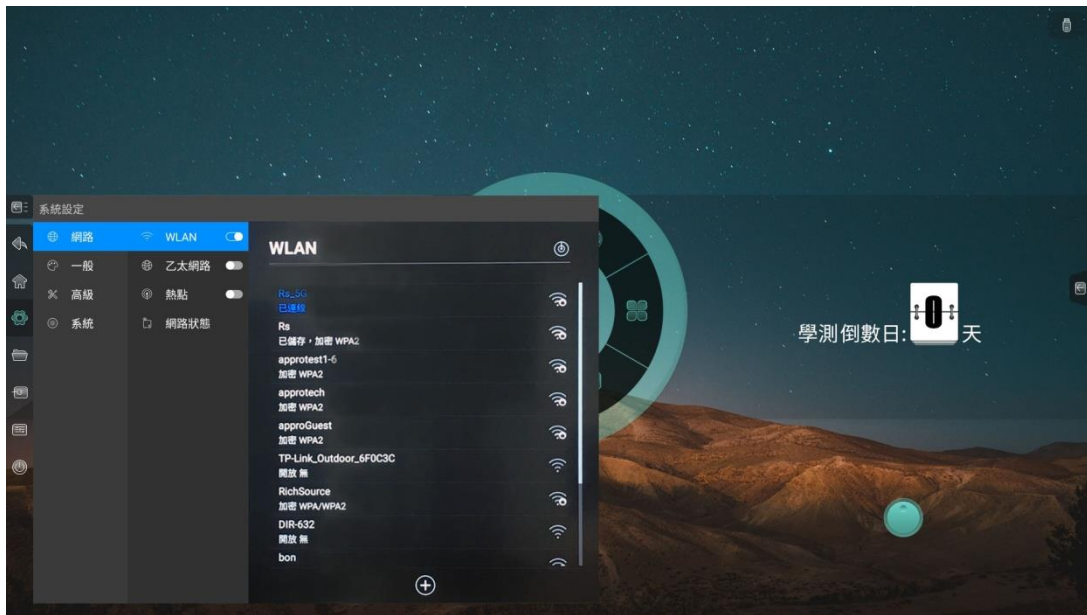 系統設定
網路
一般
高級
系統
WLAN
乙太網路
熱點
網路狀態
WLAN
Rs_5G
已連線
Rs
已儲存，加密 WPA2
approtest1-6
加密 WPA2
approtech
加密 WPA2
approGuest
加密 WPA2
TP-Link_Outdoor_6F0C3C
開放 無
RichSource
加密 WPA/WPA2
DIR-632
開放 無
bon
學測倒數日: 0 天